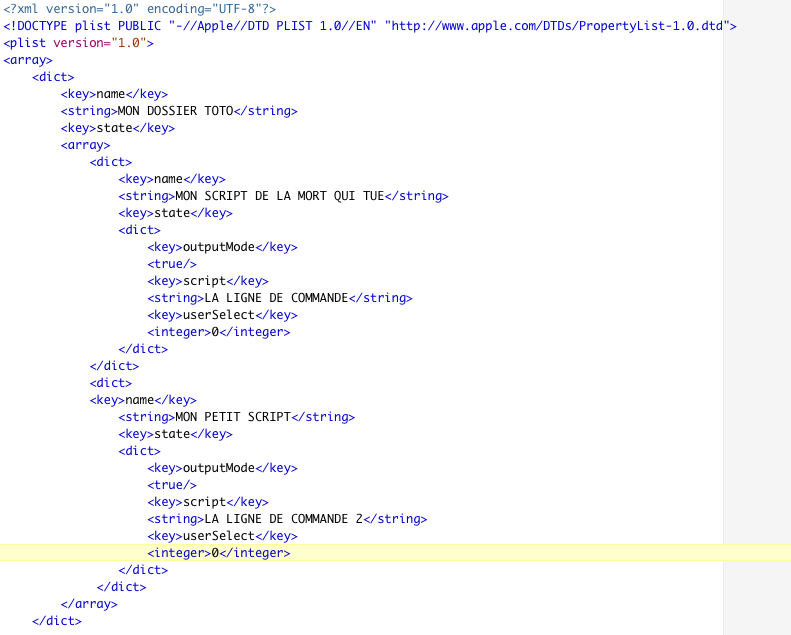 <?xml version="1.0" encoding="UTF-8"?>
<!DOCTYPE plist PUBLIC "-//Apple//DTD PLIST 1.0//EN" "http://www.apple.com/DTDs/PropertyList-1.0.dtd">
<plist version="1.0">
<array>
    <dict>
        <key>name</key>
        <string>MON DOSSIER TOTO</string>
        <key>state</key>
        <array>
            <dict>
                <key>name</key>
                <string>MON SCRIPT DE LA MORT QUI TUE</string>
                <key>state</key>
                <dict>
                    <key>outputMode</key>
                    <true/>
                    <key>script</key>
                    <string>LA LIGNE DE COMMANDE</string>
                    <key>userSelect</key>
                    <integer>0</integer>
                </dict>
            </dict>
            <dict>
            <key>name</key>
                <string>MON PETIT SCRIPT</string>
                <key>state</key>
                <dict>
                    <key>outputMode</key>
                    <true/>
                    <key>script</key>
                    <string>LA LIGNE DE COMMANDE 2</string>
                    <key>userSelect</key>
                    <integer>0</integer>
                </dict>
             </dict>
        </array>
    </dict>